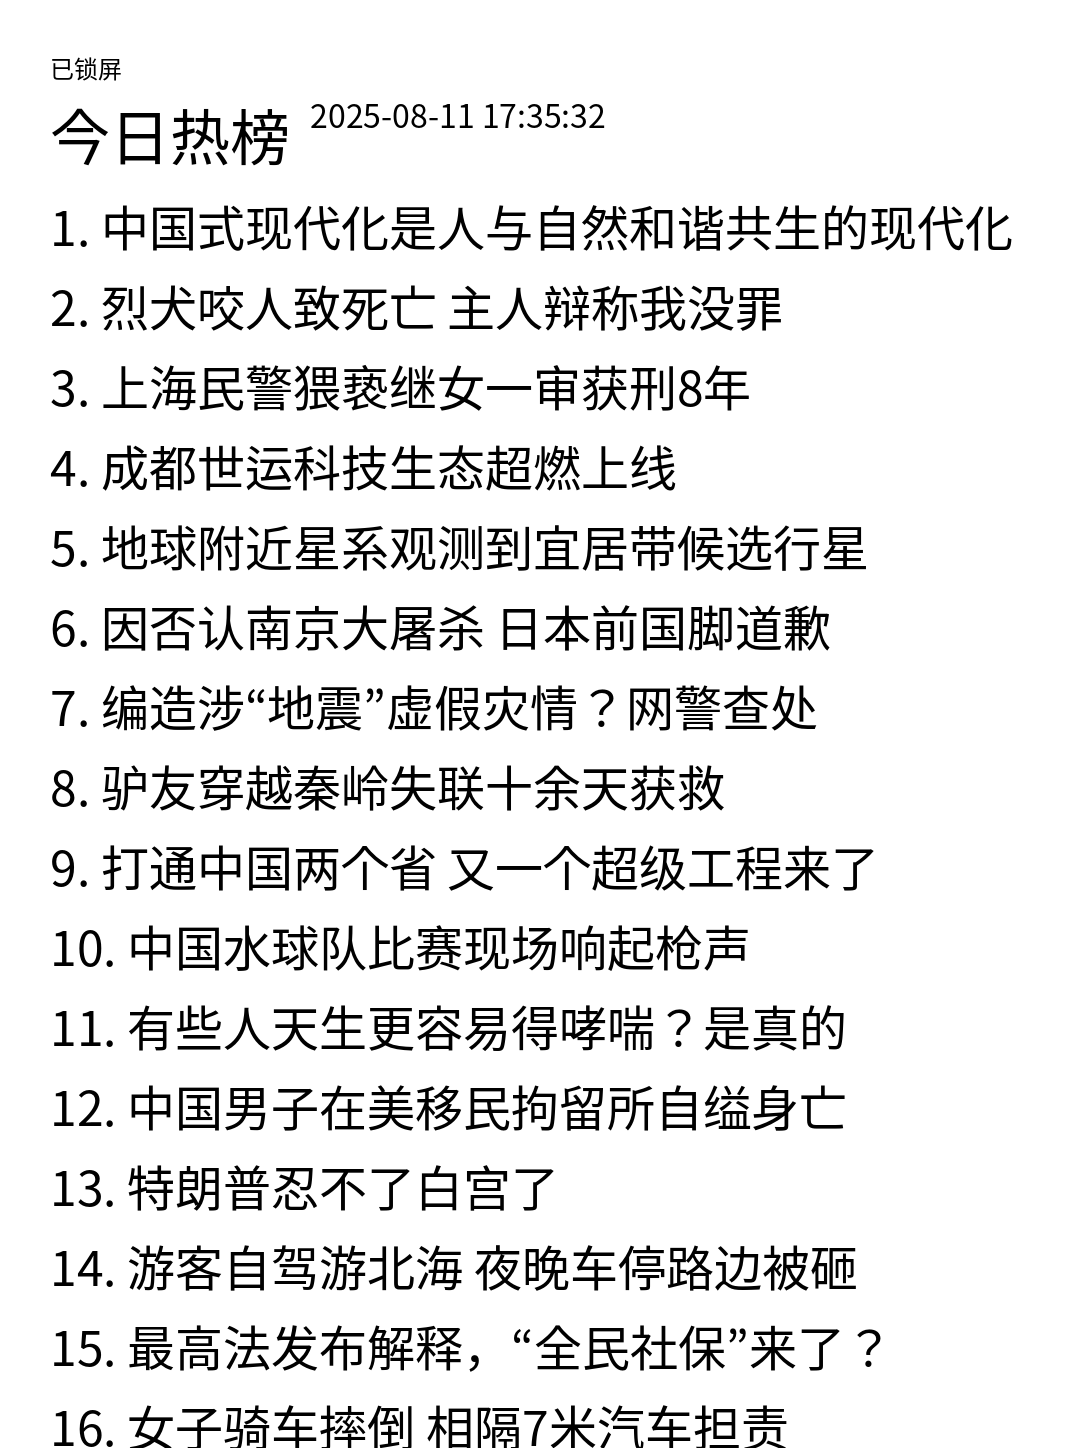 已锁屏
今日热榜 2025-08-11 17:35:32
1. 中国式现代化是人与自然和谐共生的现代化
2. 烈犬咬人致死亡 主人辩称我没罪
3. 上海民警猥亵继女一审获刑8年
4. 成都世运科技生态超燃上线
5. 地球附近星系观测到宜居带候选行星
6. 因否认南京大屠杀 日本前国脚道歉
7. 编造涉“地震”虚假灾情？网警查处
8. 驴友穿越秦岭失联十余天获救
9. 打通中国两个省 又一个超级工程来了
10. 中国水球队比赛现场响起枪声
11. 有些人天生更容易得哮喘？是真的
12. 中国男子在美移民拘留所自缢身亡
13. 特朗普忍不了白宫了
14. 游客自驾游北海 夜晚车停路边被砸
15. 最高法发布解释，“全民社保”来了？
16. 女子骑车摔倒 相隔7米汽车担责